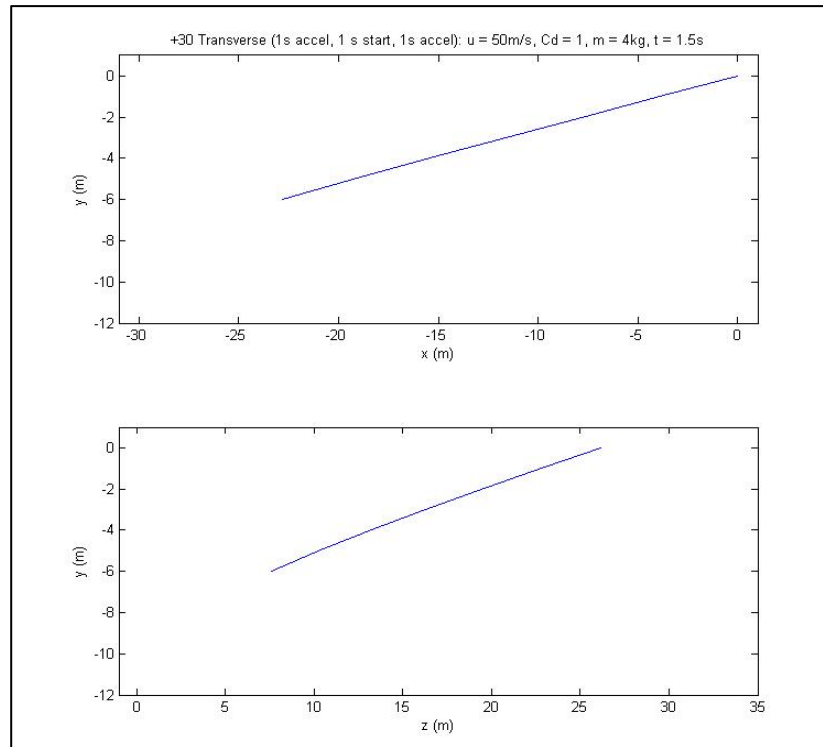 +30 Transverse (1s accel, 1 s start, 1s accel): u = 50m/s, Cd = 1, m = 4kg, t = 1.5s
0
-2
-4
-6
-8
-10
-12
y (m)
-30 -25 -20 -15 -10 -5 0
x (m)
0
-2
-4
-6
-8
-10
-12
y (m)
0 5 10 15 20 25 30 35
z (m)